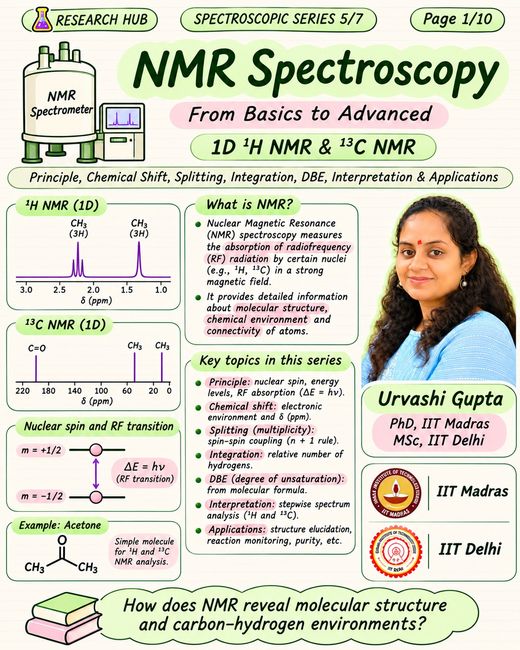 RESEARCH HUB
SPECTROSCOPIC SERIES 5/7
Page 1/10
NMR
Spectrometer
NMR Spectroscopy
From Basics to Advanced
1D ¹H NMR & ¹³C NMR
Principle, Chemical Shift, Splitting, Integration, DBE, Interpretation & Applications
¹H NMR (1D)
CH₃
(3H)
CH₃
(3H)
3.0 2.0 1.0 0
δ (ppm)
¹³C NMR (1D)
C=O
CH₃
CH₃
220 180 140 100 60 20 0
δ (ppm)
Nuclear spin and RF transition
m = +1/2
ΔE = hν
(RF transition)
m = −1/2
Example: Acetone
O
CH₃ CH₃
Simple molecule
for ¹H and ¹³C
NMR analysis.
What is NMR?
• Nuclear Magnetic Resonance
(NMR) spectroscopy measures
the absorption of radiofrequency
(RF) radiation by certain nuclei
(e.g., ¹H, ¹³C) in a strong
magnetic field.
• It provides detailed information
about molecular structure,
chemical environment and
connectivity of atoms.
Key topics in this series
• Principle: nuclear spin, energy
levels, RF absorption (ΔE = hν).
• Chemical shift: electronic
environment and δ (ppm).
• Splitting (multiplicity):
spin-spin coupling (n + 1 rule).
• Integration: relative number of
hydrogens.
• DBE (degree of unsaturation):
from molecular formula.
• Interpretation: stepwise spectrum
analysis (¹H and ¹³C).
• Applications: structure elucidation,
reaction monitoring, purity, etc.
Urvashi Gupta
PhD, IIT Madras
MSc, IIT Delhi
IIT MADRAS
IIT Madras
IIT Delhi
How does NMR reveal molecular structure
and carbon-hydrogen environments?